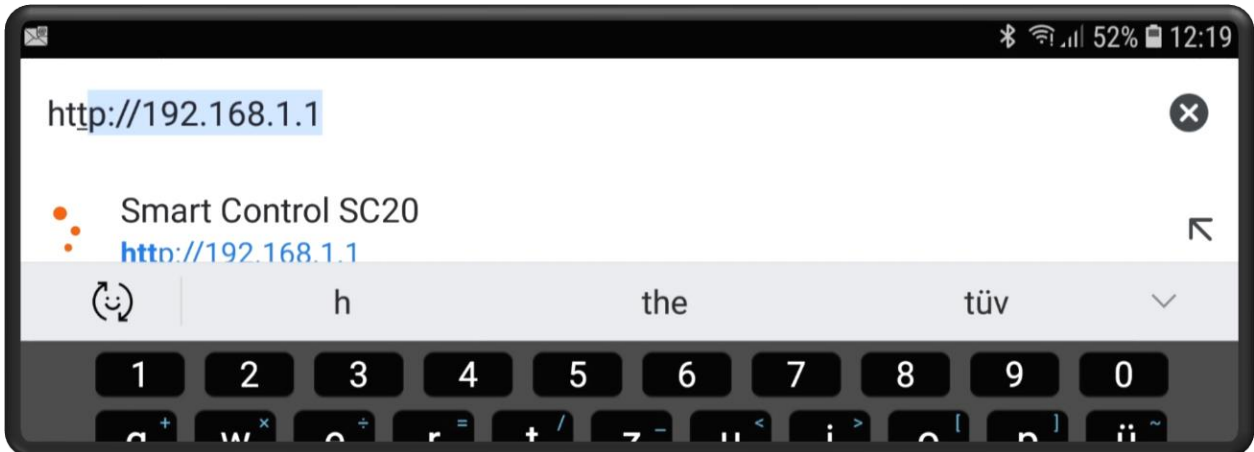 52% 12:19
http://192.168.1.1
Smart Control SC20
http://192.168.1.1
h the tüv
1 2 3 4 5 6 7 8 9 0
q + w × e ÷ r = t / z - u < i > o [ p ] ü ~